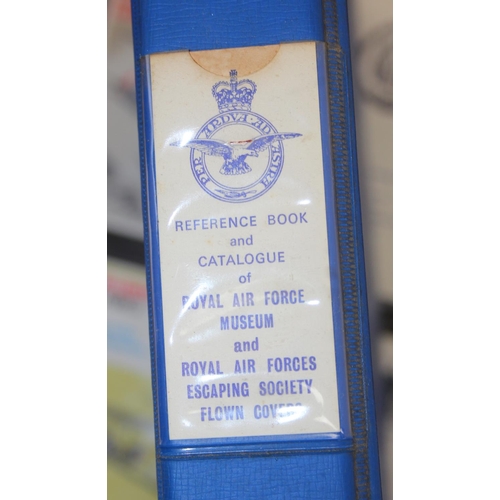 PER ARDVA AD ASTRA
REFERENCE BOOK
and
CATALOGUE
of
ROYAL AIR FORCE
MUSEUM
and
ROYAL AIR FORCES
ESCAPING SOCIETY
FLOWN COVERS